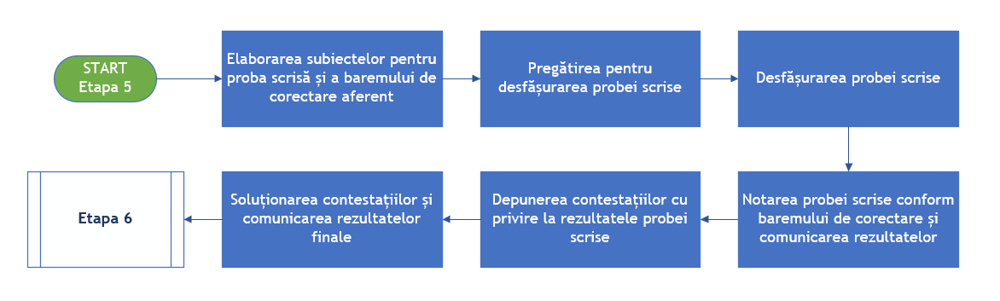 START
Etapa 5
Elaborarea subiectelor pentru
proba scrisă și a baremului de
corectare aferent
Pregătirea pentru
desfășurarea probei scrise
Desfășurarea probei scrise
Notarea probei scrise conform
baremului de corectare și
comunicarea rezultatelor
Depunerea contestațiilor cu
privire la rezultatele probei
scrise
Soluționarea contestațiilor și
comunicarea rezultatelor
finale
Etapa 6